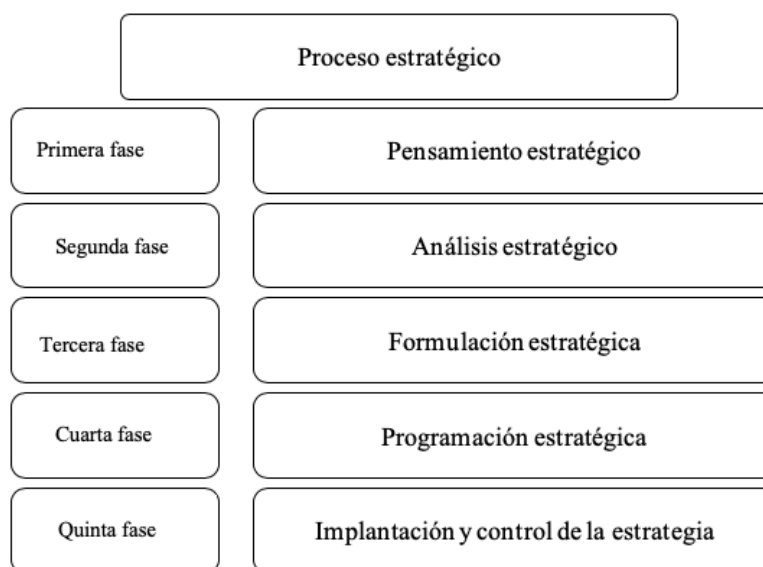 Proceso estratégico
Primera fase
Pensamiento estratégico
Segunda fase
Análisis estratégico
Tercera fase
Formulación estratégica
Cuarta fase
Programación estratégica
Quinta fase
Implantación y control de la estrategia